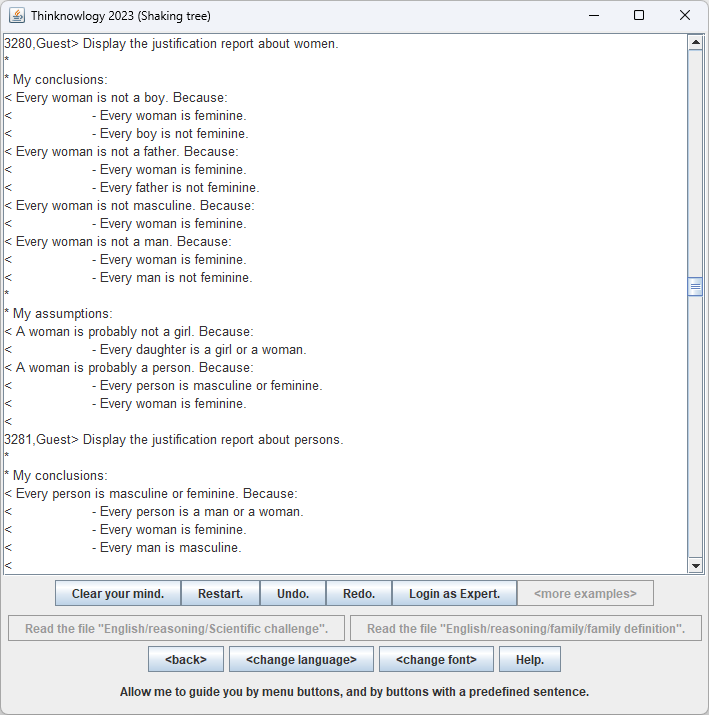 Thinknowlogy 2023 (Shaking tree)
3280,Guest> Display the justification report about women.
*
* My conclusions:
< Every woman is not a boy. Because:
< - Every woman is feminine.
< - Every boy is not feminine.
< Every woman is not a father. Because:
< - Every woman is feminine.
< - Every father is not feminine.
< Every woman is not masculine. Because:
< - Every woman is feminine.
< Every woman is not a man. Because:
< - Every woman is feminine.
< - Every man is not feminine.
*
* My assumptions:
< A woman is probably not a girl. Because:
< - Every daughter is a girl or a woman.
< A woman is probably a person. Because:
< - Every person is masculine or feminine.
< - Every woman is feminine.
<
3281,Guest> Display the justification report about persons.
*
* My conclusions:
< Every person is masculine or feminine. Because:
< - Every person is a man or a woman.
< - Every woman is feminine.
< - Every man is masculine.
<
Clear your mind. Restart. Undo. Redo. Login as Expert. <more examples>
Read the file "English/reasoning/Scientific challenge". Read the file "English/reasoning/family/family definition".
<back> <change language> <change font> Help.
Allow me to guide you by menu buttons, and by buttons with a predefined sentence.